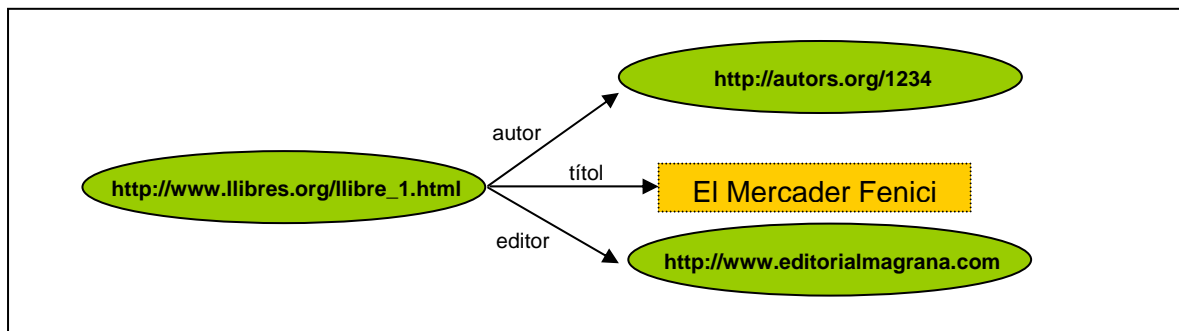 http://autors.org/1234
autor
http://www.llibres.org/llibre_1.html
títol
El Mercader Fenici
editor
http://www.editorialmagrana.com